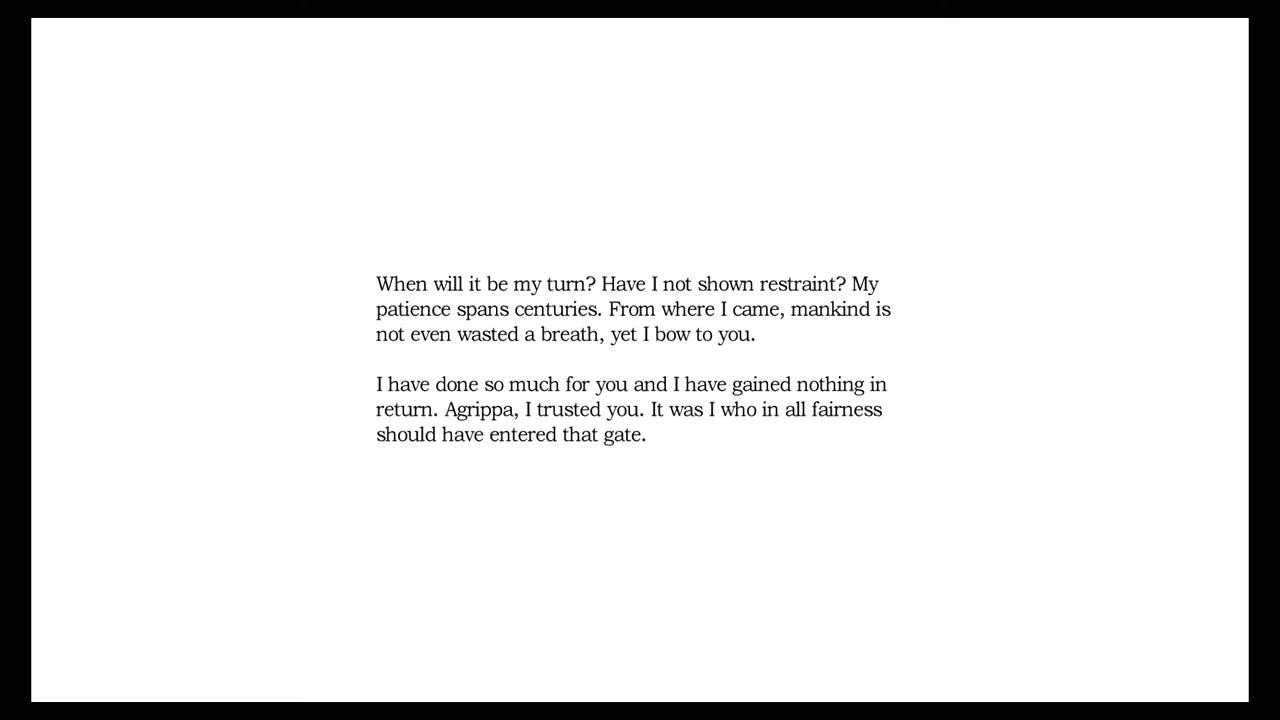 When will it be my turn? Have I not shown restraint? My
patience spans centuries. From where I came, mankind is
not even wasted a breath, yet I bow to you.
I have done so much for you and I have gained nothing in
return. Agrippa, I trusted you. It was I who in all fairness
should have entered that gate.